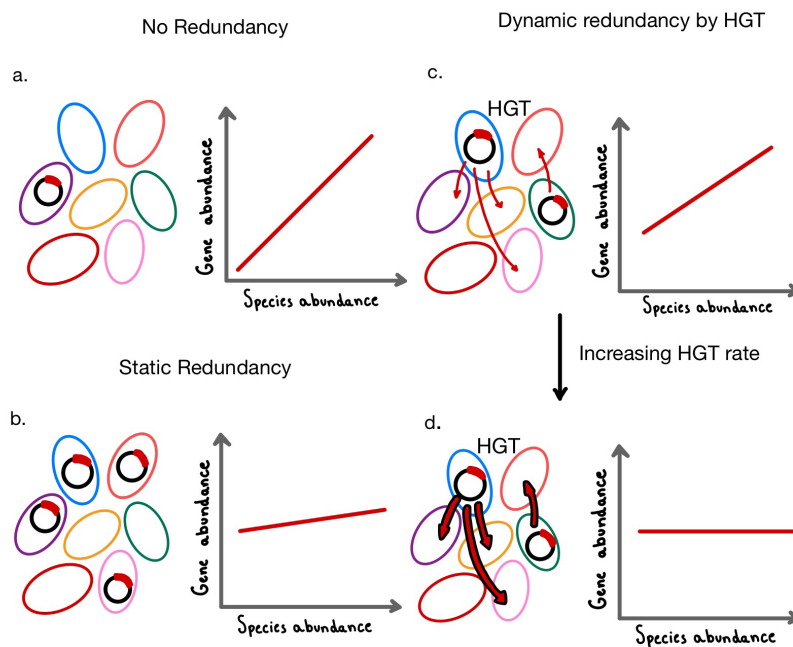 No Redundancy
a.
Gene abundance
Species abundance
Dynamic redundancy by HGT
c.
HGT
Gene abundance
Species abundance
Increasing HGT rate
Static Redundancy
b.
Gene abundance
Species abundance
d.
HGT
Gene abundance
Species abundance